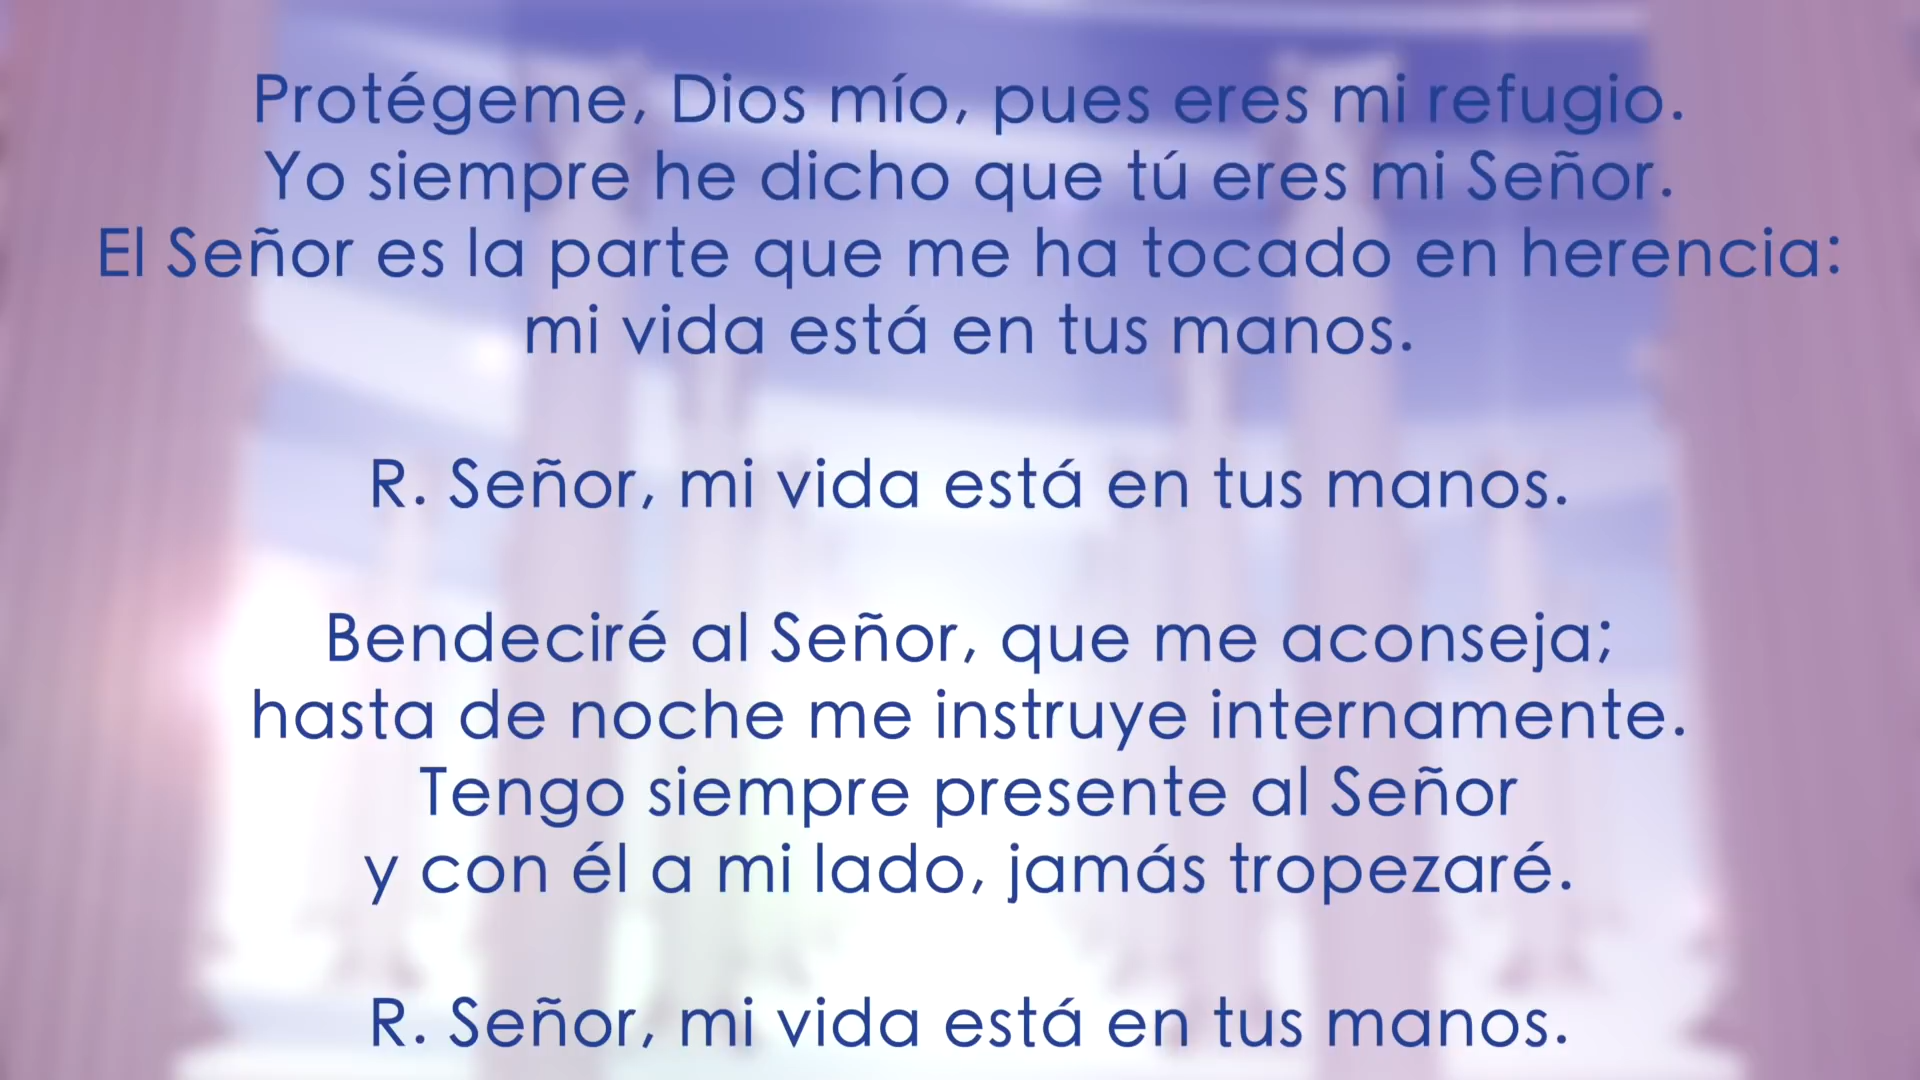 Protégeme, Dios mío, pues eres mi refugio.
Yo siempre he dicho que tú eres mi Señor.
El Señor es la parte que me ha tocado en herencia:
mi vida está en tus manos.
R. Señor, mi vida está en tus manos.
Bendeciré al Señor, que me aconseja;
hasta de noche me instruye internamente.
Tengo siempre presente al Señor
y con él a mi lado, jamás tropezaré.
R. Señor, mi vida está en tus manos.